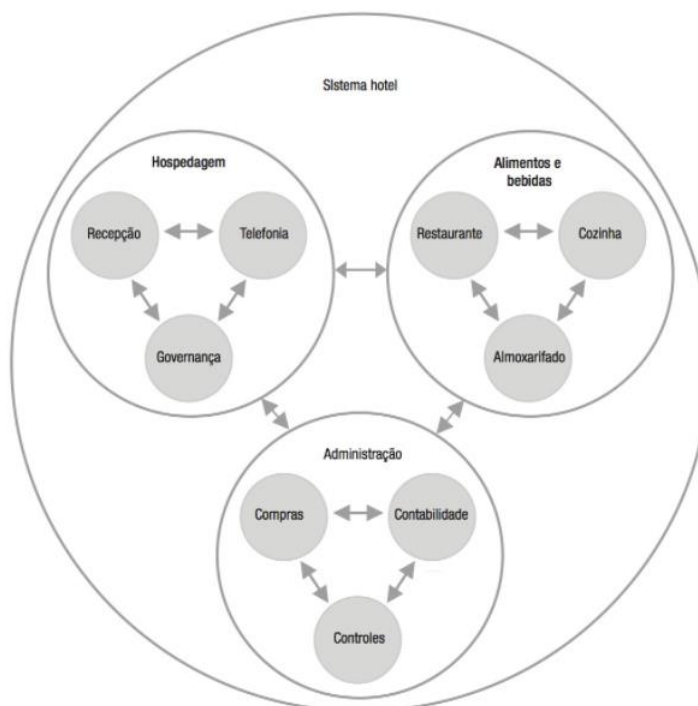 Sistema hotel
Hospedagem
Recepção
Telefonia
Governança
Alimentos e
bebidas
Restaurante
Cozinha
Almoxarifado
Administração
Compras
Contabilidade
Controles